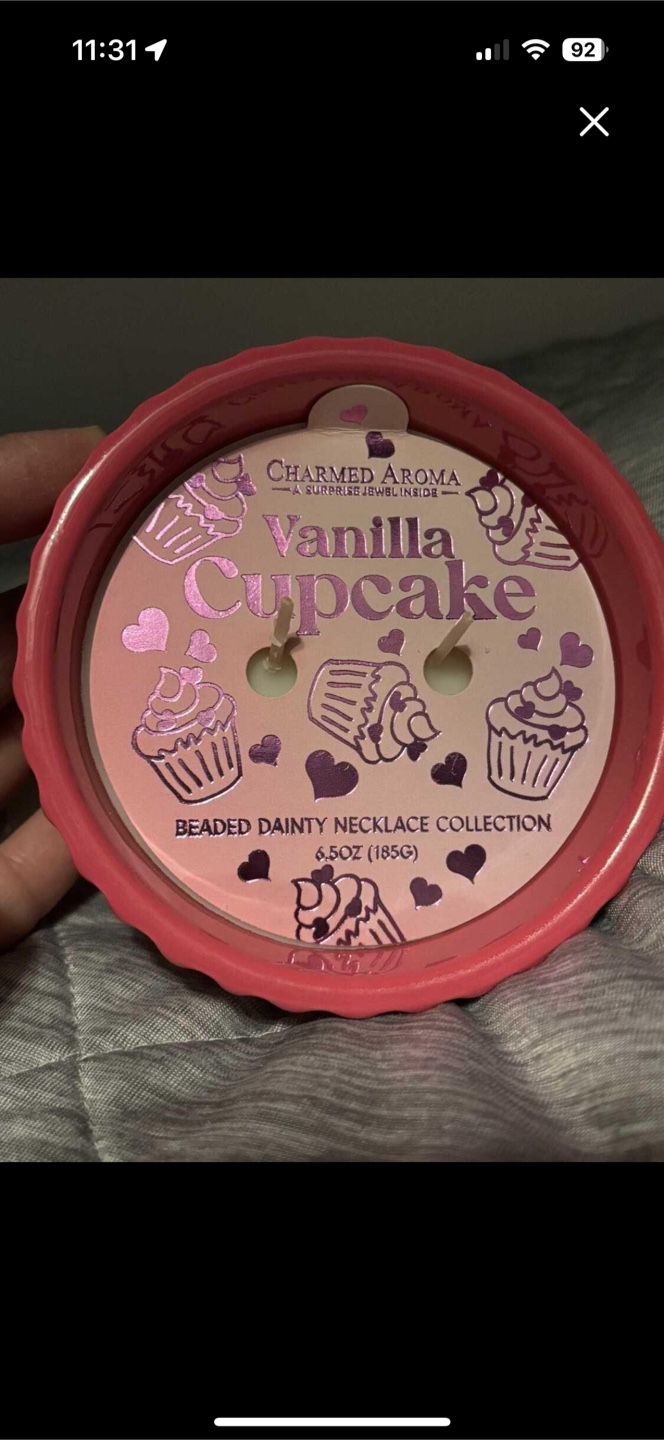 11:31
92
CHARMED AROMA
A SURPRISE JEWEL INSIDE
Vanilla
Cupcake
BEADED DAINTY NECKLACE COLLECTION
6.5OZ (185G)